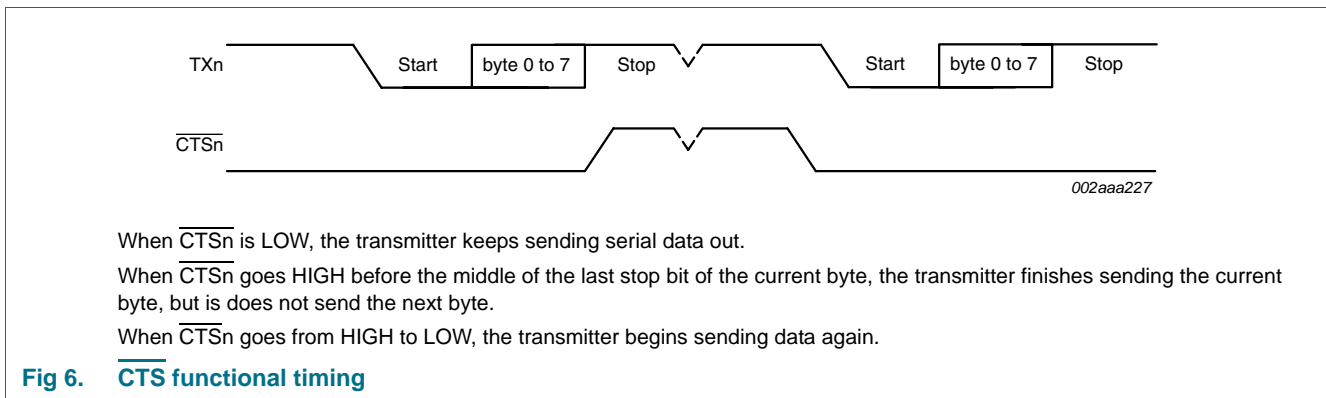 TXn Start byte 0 to 7 Stop Start byte 0 to 7 Stop
CTSn
002aaa227
When CTSn is LOW, the transmitter keeps sending serial data out.
When CTSn goes HIGH before the middle of the last stop bit of the current byte, the transmitter finishes sending the current
byte, but is does not send the next byte.
When CTSn goes from HIGH to LOW, the transmitter begins sending data again.
Fig 6. CTS functional timing